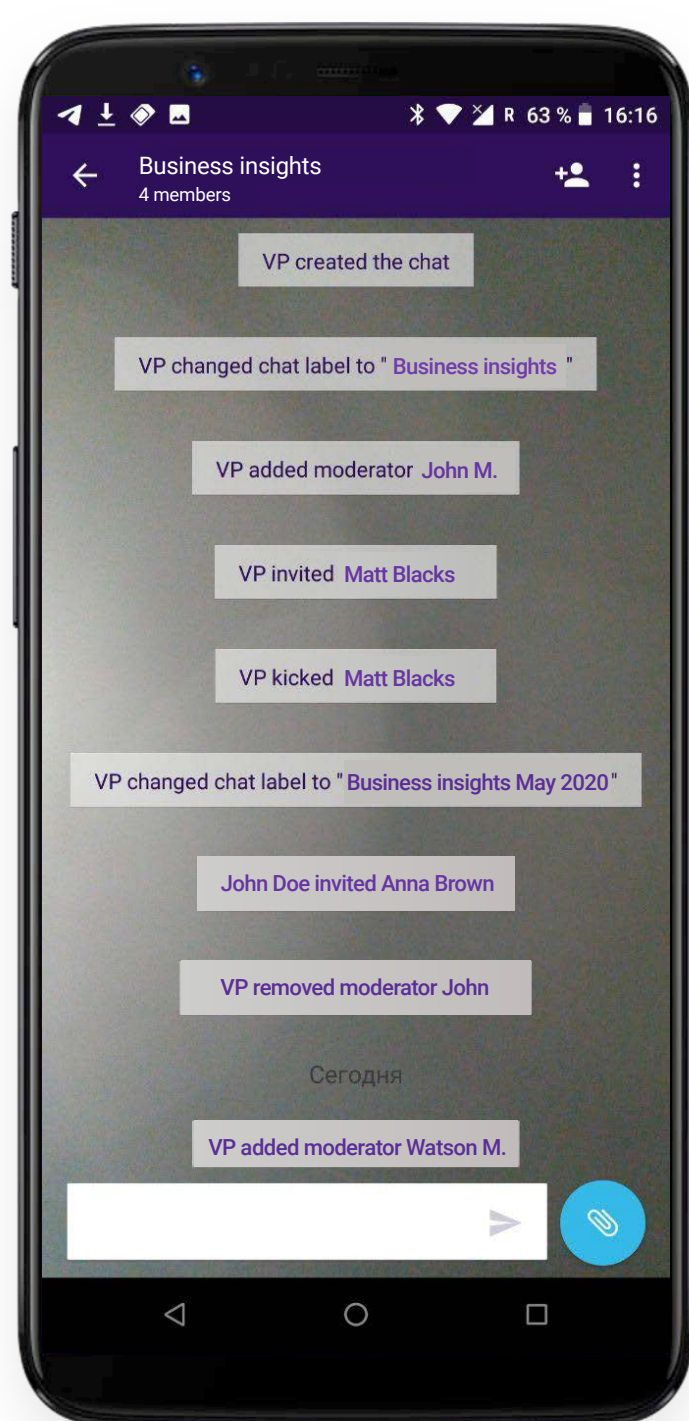 R 63 % 16:16
Business insights
4 members
VP created the chat
VP changed chat label to " Business insights "
VP added moderator John M.
VP invited Matt Blacks
VP kicked Matt Blacks
VP changed chat label to "Business insights May 2020"
John Doe invited Anna Brown
VP removed moderator John
Сегодня
VP added moderator Watson M.